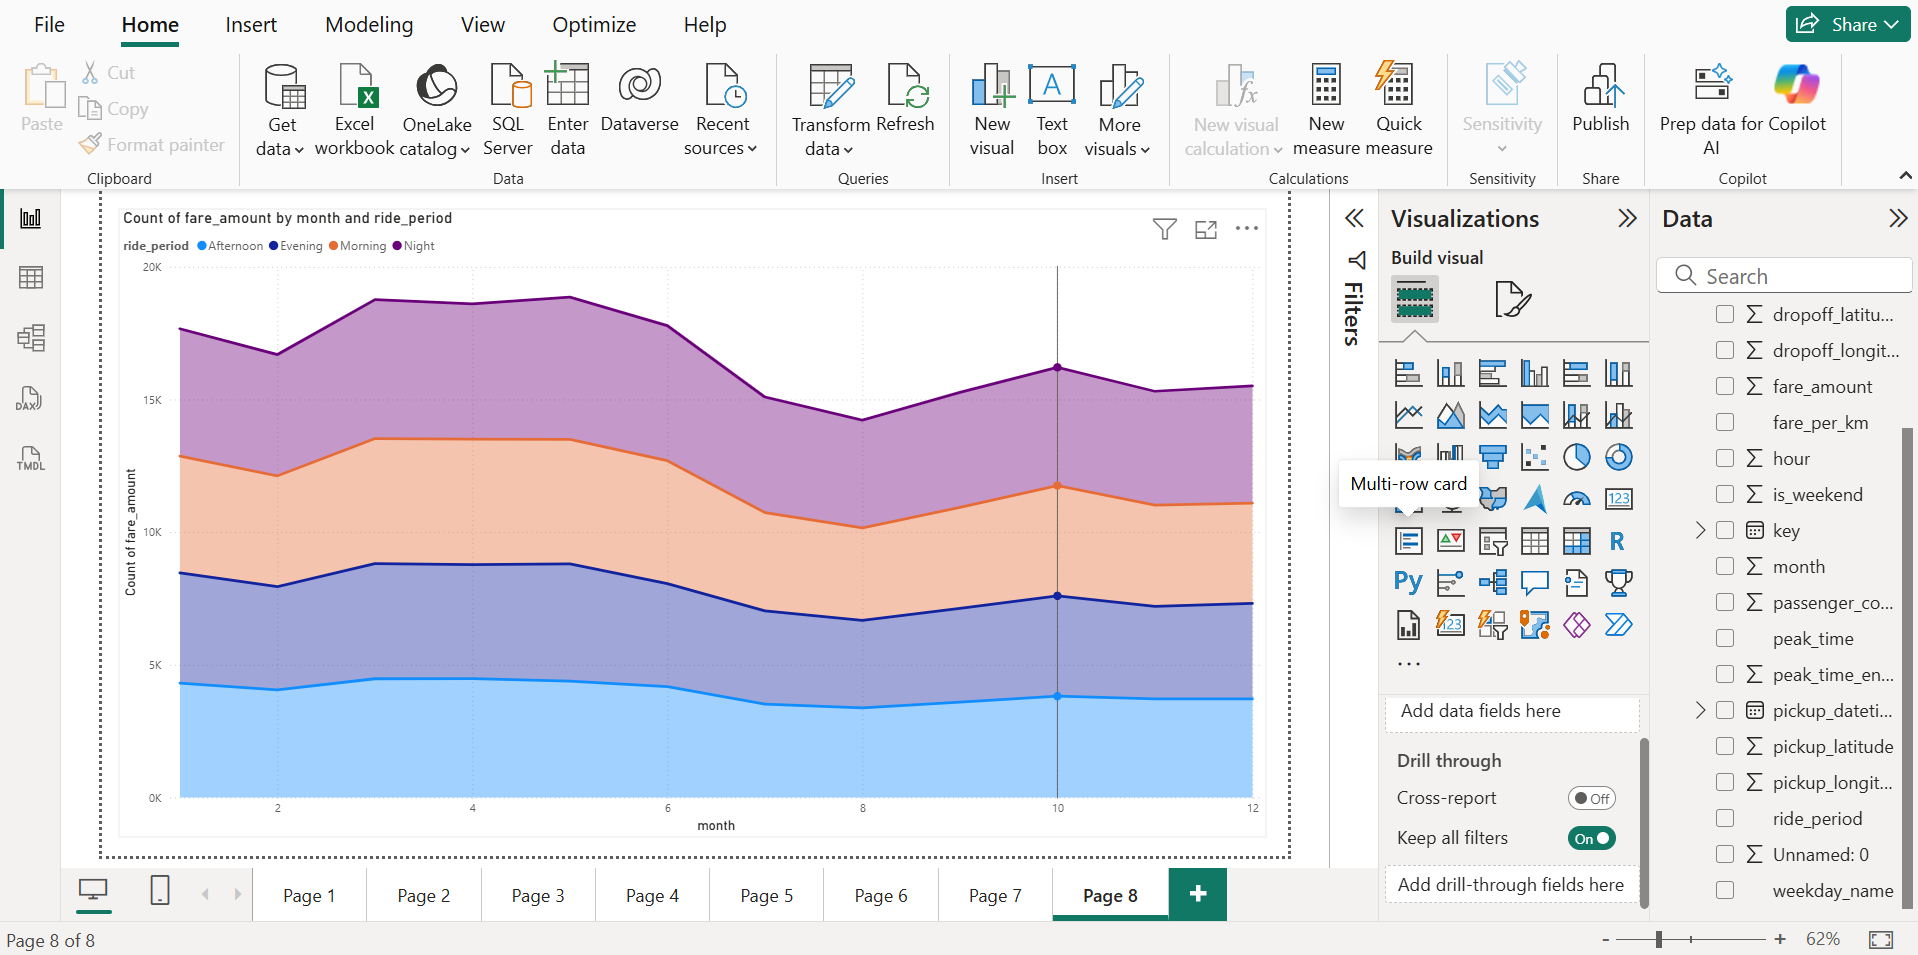 File Home Insert Modeling View Optimize Help Share
Paste
Cut
Copy
Format painter
Clipboard
Get data
Excel workbook
OneLake catalog
SQL Server
Enter data
Dataverse
Recent sources
Data
Transform data
Refresh
Queries
New visual
Text box
More visuals
Insert
New visual calculation
New measure
Quick measure
Calculations
Sensitivity
Sensitivity
Publish
Share
Prep data for AI
Copilot
Copilot
DAX
TMDL
Count of fare_amount by month and ride_period
ride_period Afternoon Evening Morning Night
20K
15K
10K
5K
0K
Count of fare_amount
2 4 6 8 10 12
month
Filters
Visualizations
Build visual
Multi-row card
123
R
Py
123
Add data fields here
Drill through
Cross-report Off
Keep all filters On
Add drill-through fields here
Data
Search
dropoff_latitu...
dropoff_longit...
fare_amount
fare_per_km
hour
is_weekend
key
month
passenger_co...
peak_time
peak_time_en...
pickup_dateti...
pickup_latitude
pickup_longit...
ride_period
Unnamed: 0
weekday_name
Page 1 Page 2 Page 3 Page 4 Page 5 Page 6 Page 7 Page 8 +
Page 8 of 8
- + 62%